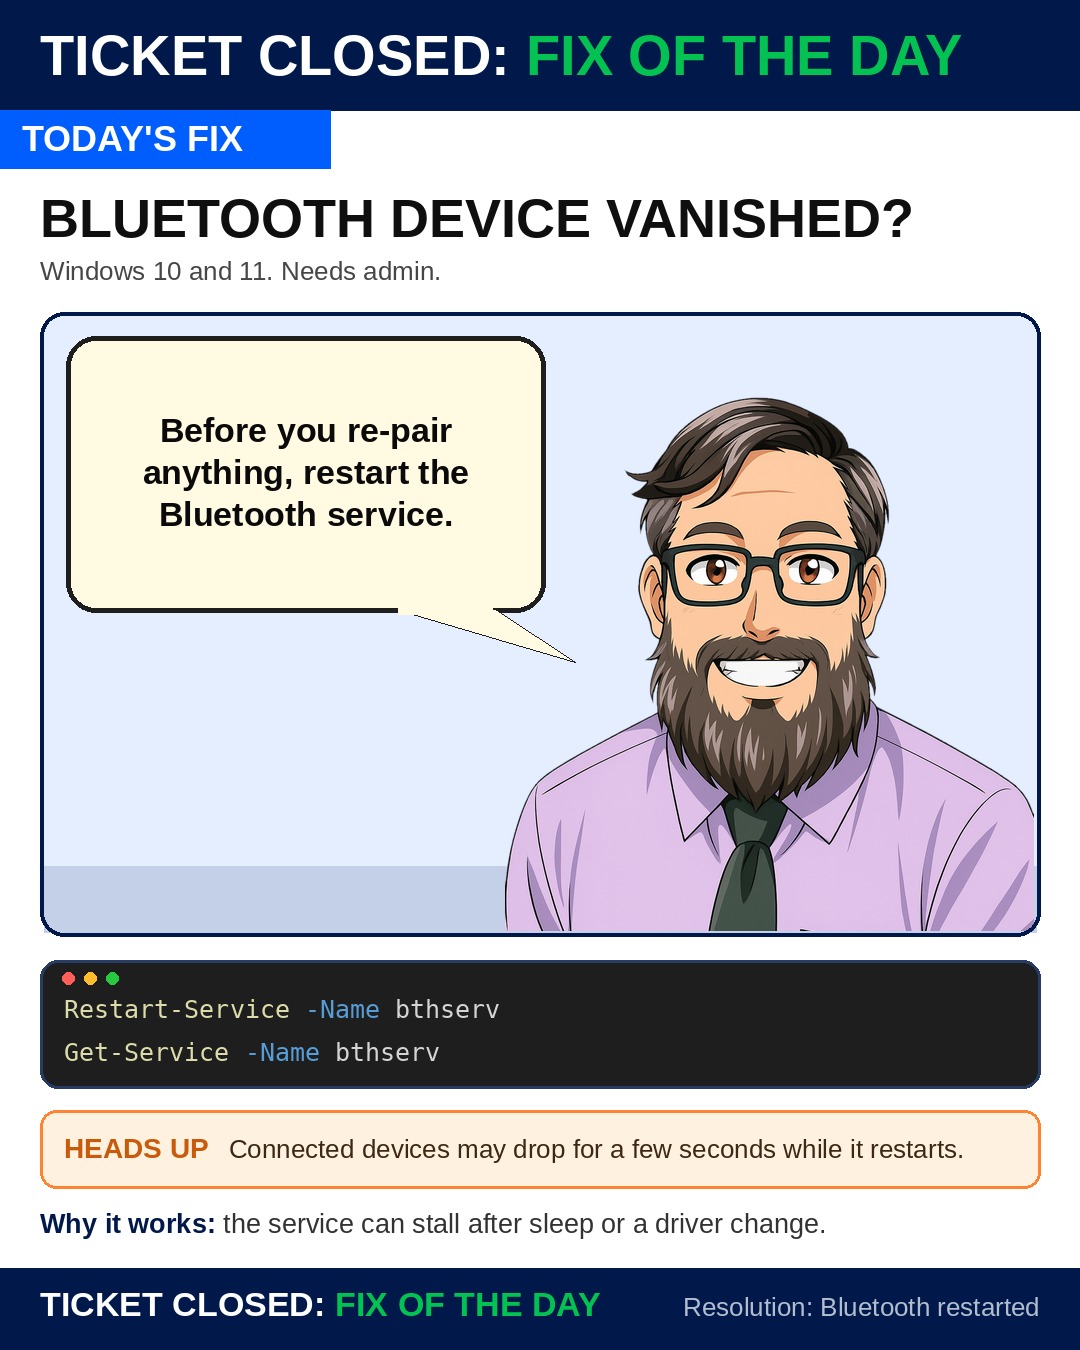 TICKET CLOSED: FIX OF THE DAY
TODAY'S FIX
BLUETOOTH DEVICE VANISHED?
Windows 10 and 11. Needs admin.
Before you re-pair
anything, restart the
Bluetooth service.
Restart-Service -Name bthserv
Get-Service -Name bthserv
HEADS UP Connected devices may drop for a few seconds while it restarts.
Why it works: the service can stall after sleep or a driver change.
TICKET CLOSED: FIX OF THE DAY Resolution: Bluetooth restarted